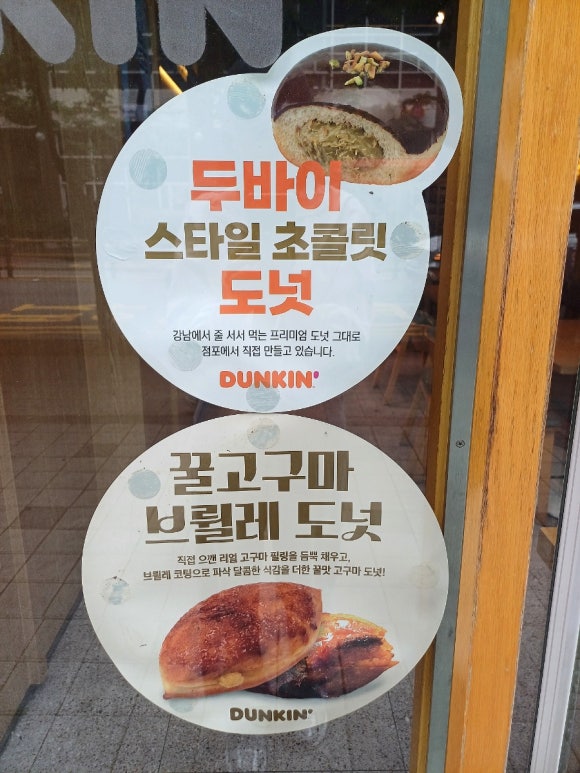 KIN
두바이
스타일 초콜릿
도넛
강남에서 줄 서서 먹는 프리미엄 도넛 그대로
점포에서 직접 만들고 있습니다.
DUNKIN'
꿀고구마
브륄레 도넛
직접 으깬 리얼 고구마 필링을 듬뿍 채우고,
브륄레 코팅으로 파삭 달콤한 식감을 더한 꿀맛 고구마 도넛!
DUNKIN'